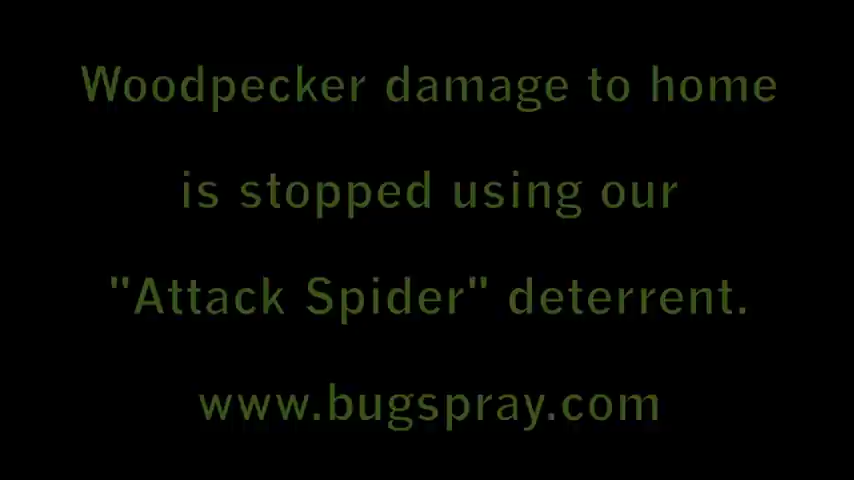 Woodpecker damage to home
is stopped using our
"Attack Spider" deterrent.
www.bugspray.com